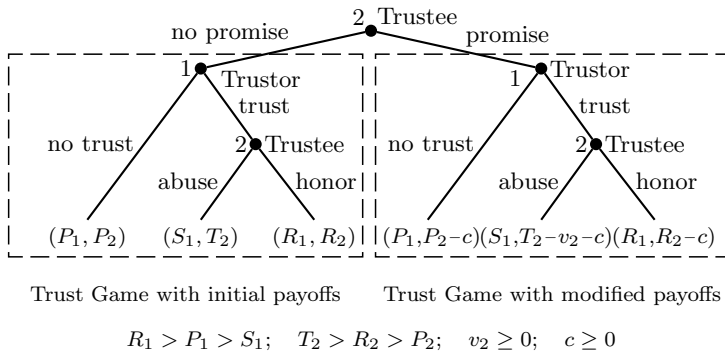 2 Trustee
no promise promise
1 Trustor 1 Trustor
trust trust
no trust 2 Trustee no trust 2 Trustee
abuse honor abuse honor
(P₁, P₂) (S₁, T₂) (R₁, R₂) (P₁,P₂−c) (S₁,T₂−v₂−c) (R₁,R₂−c)
Trust Game with initial payoffs Trust Game with modified payoffs
R₁ > P₁ > S₁; T₂ > R₂ > P₂; v₂ ≥ 0; c ≥ 0